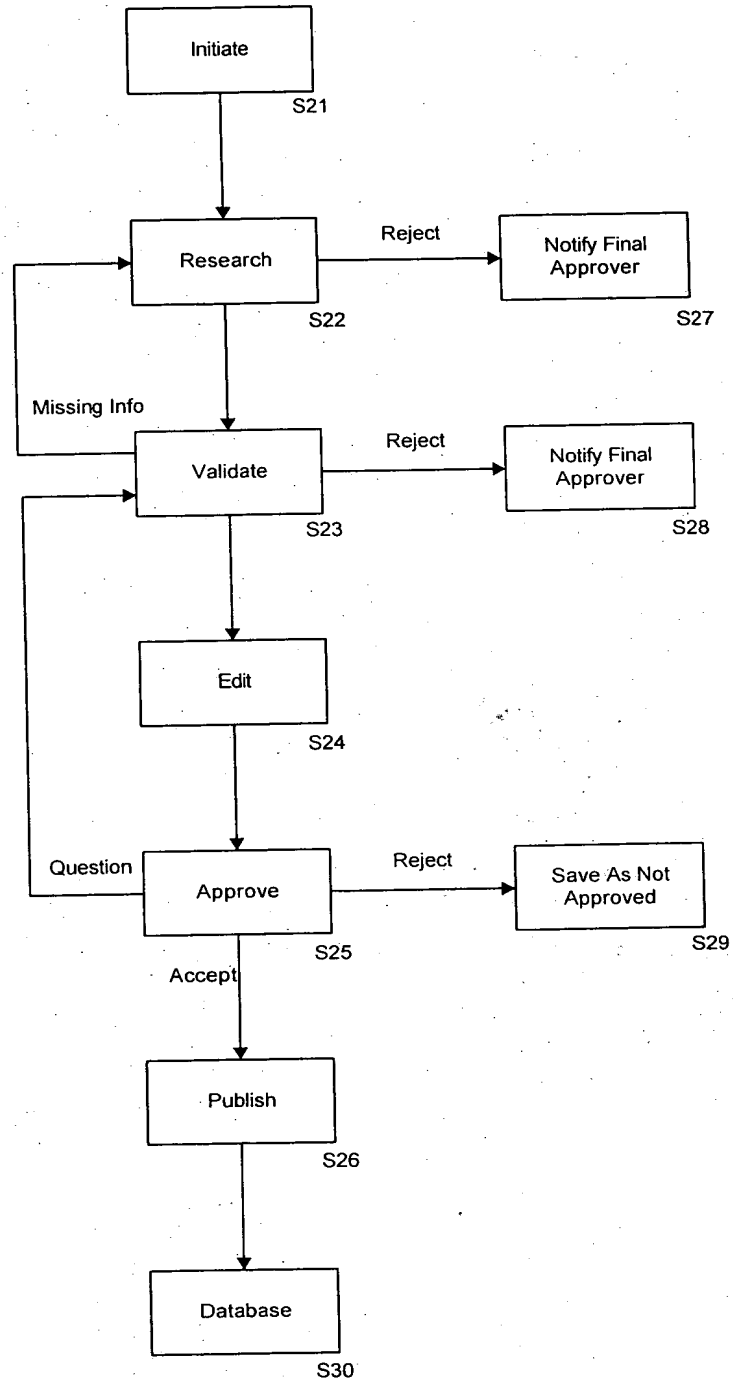 Initiate
S21
Research
S22
Reject
Notify Final
Approver
S27
Missing Info
Validate
S23
Reject
Notify Final
Approver
S28
Edit
S24
Question
Approve
S25
Reject
Save As Not
Approved
S29
Accept
Publish
S26
Database
S30